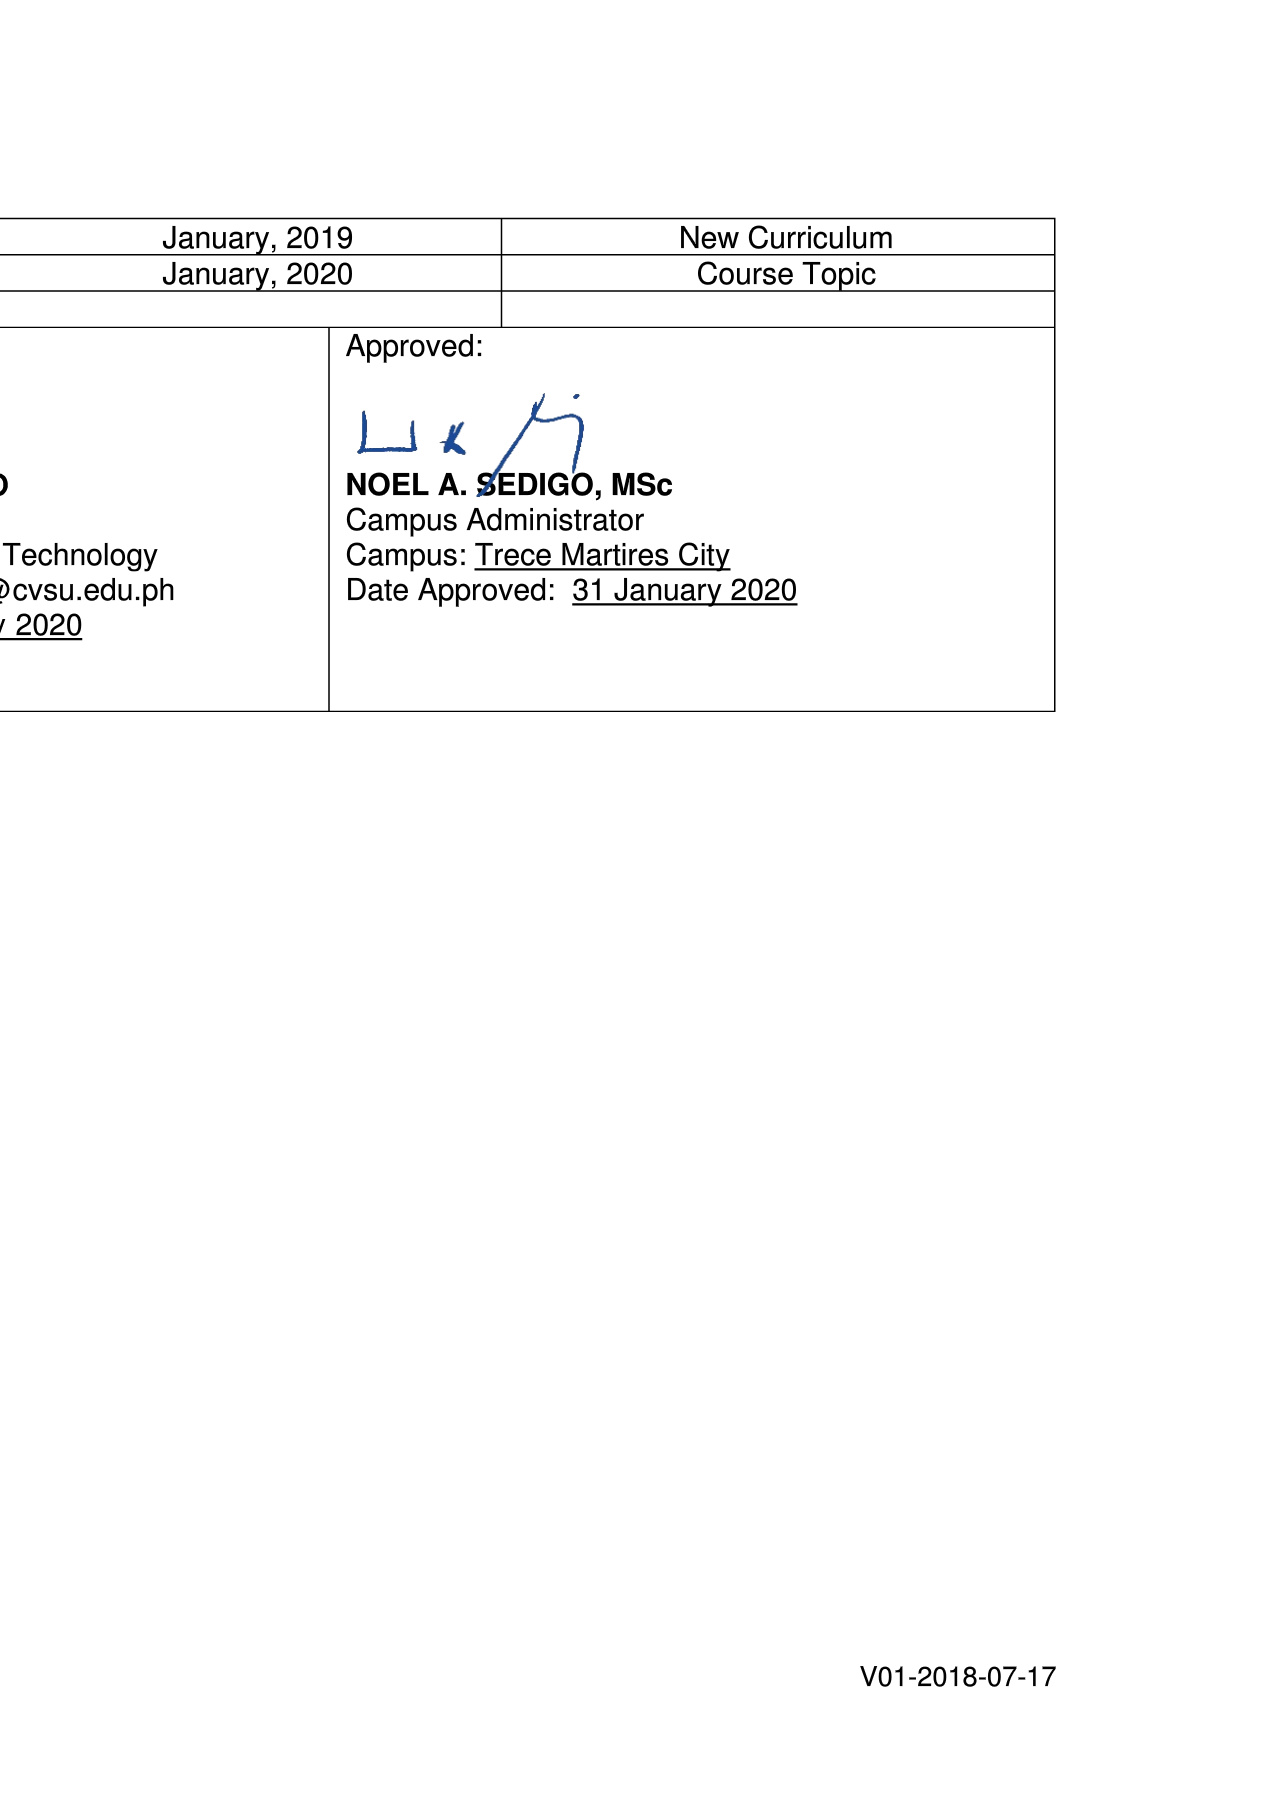 January, 2019 New Curriculum
January, 2020 Course Topic
Approved:
NOEL A. SEDIGO, MSc
Technology
Campus Administrator
@cvsu.edu.ph
Campus: Trece Martires City
2020
Date Approved: 31 January 2020
V01-2018-07-17